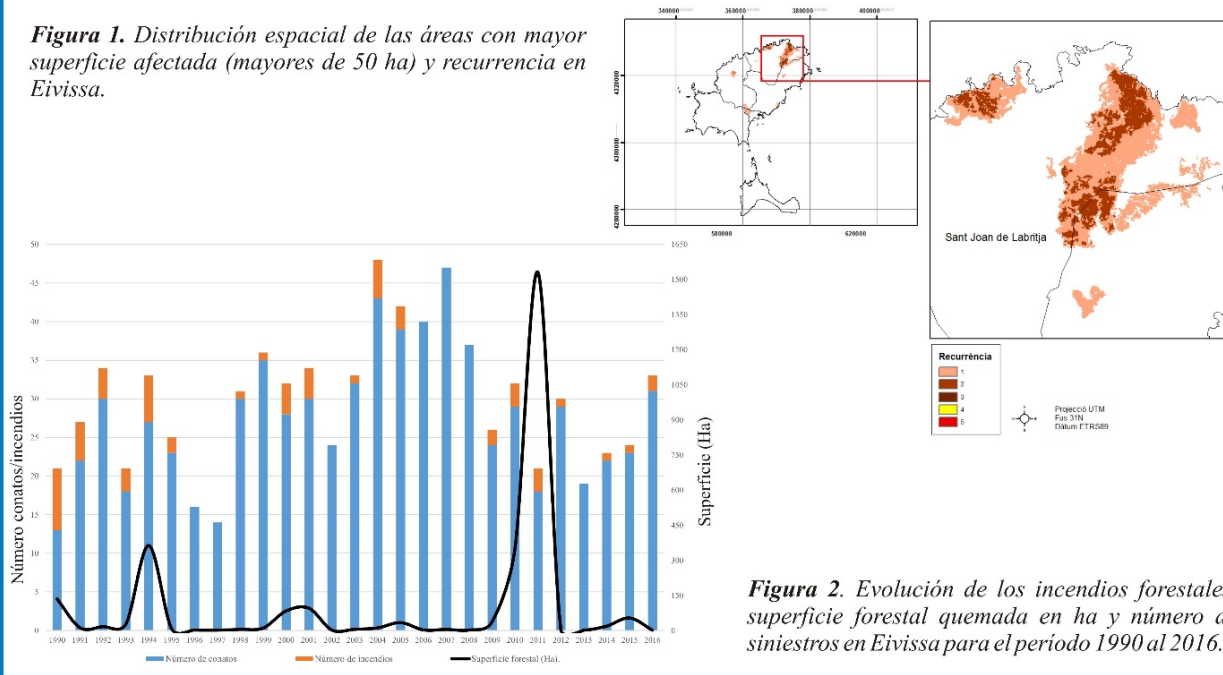 Figura 1. Distribución espacial de las áreas con mayor
superficie afectada (mayores de 50 ha) y recurrencia en
Eivissa.
340000 360000 380000 400000
4320000
4300000
4280000
580000 620000
Sant Joan de Labritja
Recurrència
1
2
3
4
5
Projecció UTM
Fus 31N
Dàtum ETRS89
Número conatos/incendios
50
45
40
35
30
25
20
15
10
5
0
1650
1500
1350
1200
1050
900
750
600
450
300
150
0
Superficie (Ha)
1990 1991 1992 1993 1994 1995 1996 1997 1998 1999 2000 2001 2002 2003 2004 2005 2006 2007 2008 2009 2010 2011 2012 2013 2014 2015 2016
Número de conatos Número de incendios Superficie forestal (Ha).
Figura 2. Evolución de los incendios forestales
superficie forestal quemada en ha y número d
siniestros en Eivissa para el período 1990 al 2016.